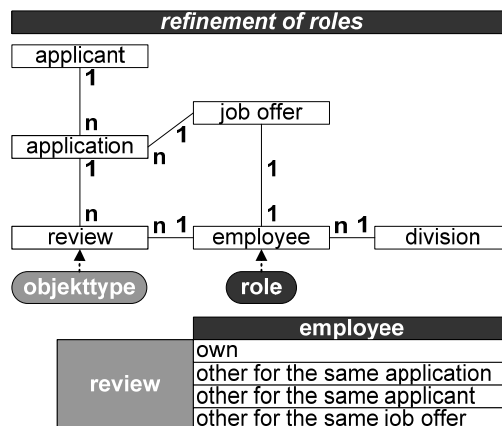 refinement of roles
applicant
1
n
job offer
1
application
n
1
1
n
n 1
1
review
employee
n 1
division
objekttype
role
employee
review
own
other for the same application
other for the same applicant
other for the same job offer